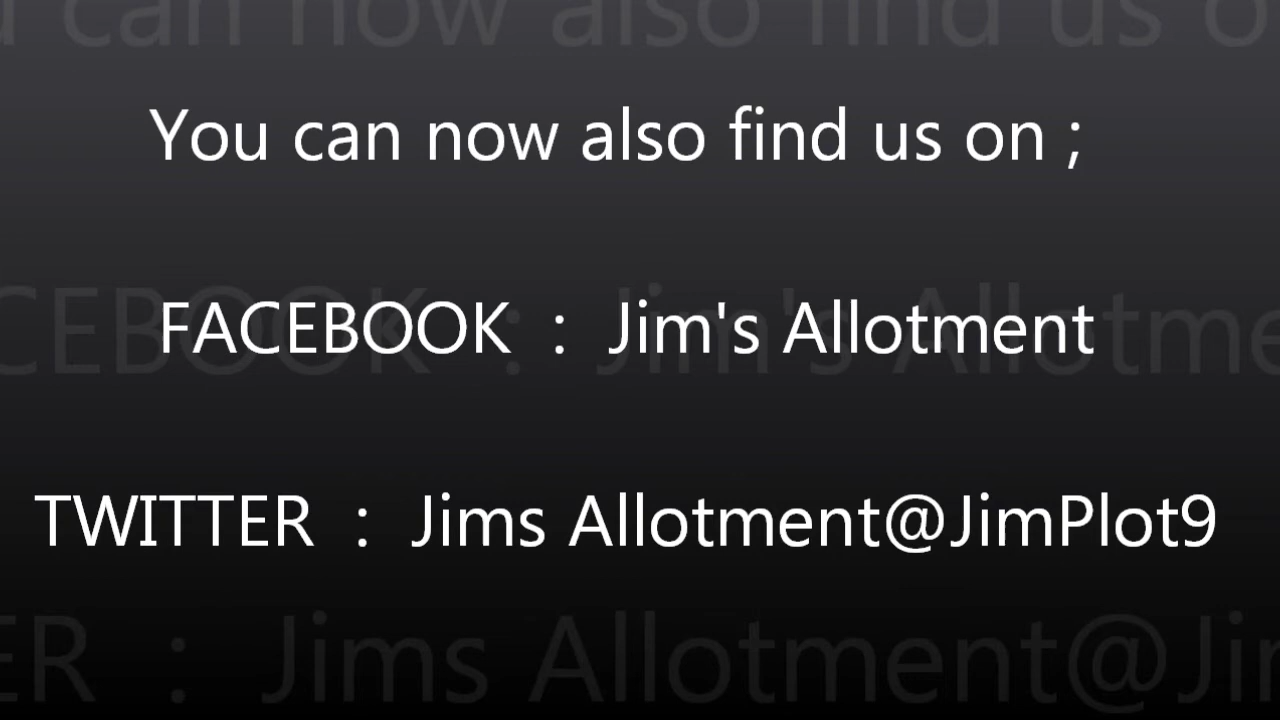 You can now also find us on ;
FACEBOOK : Jim's Allotment
TWITTER : Jims Allotment@JimPlot9